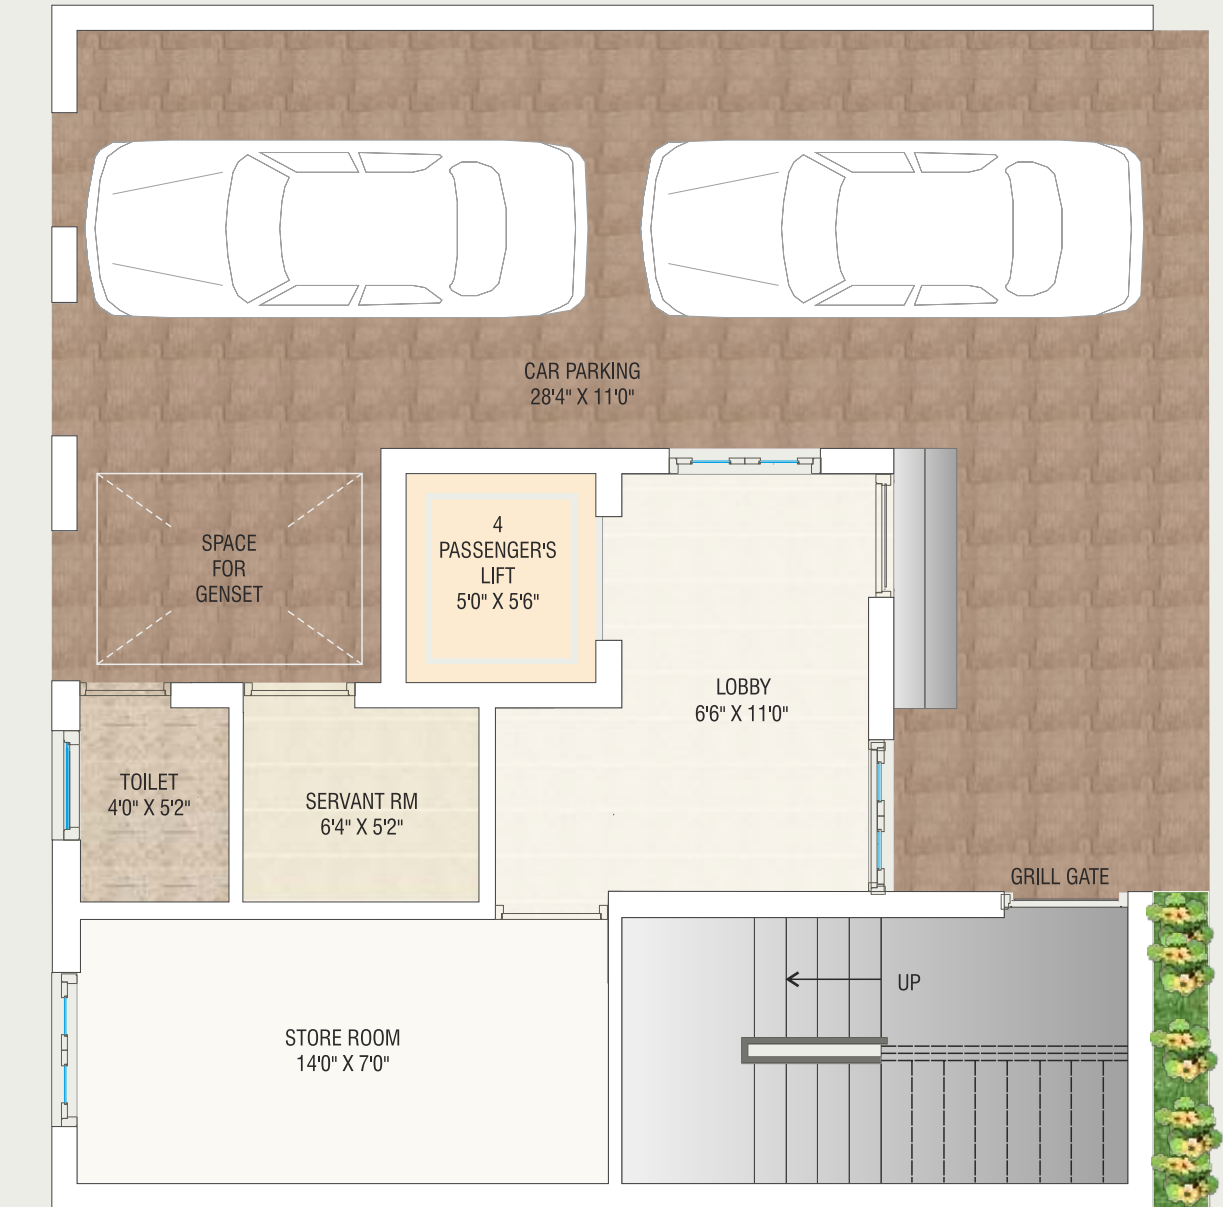 CAR PARKING
28'4" X 11'0"
SPACE
FOR
GENSET
4
PASSENGER'S
LIFT
5'0" X 5'6"
LOBBY
6'6" X 11'0"
TOILET
4'0" X 5'2"
SERVANT RM
6'4" X 5'2"
GRILL GATE
UP
STORE ROOM
14'0" X 7'0"